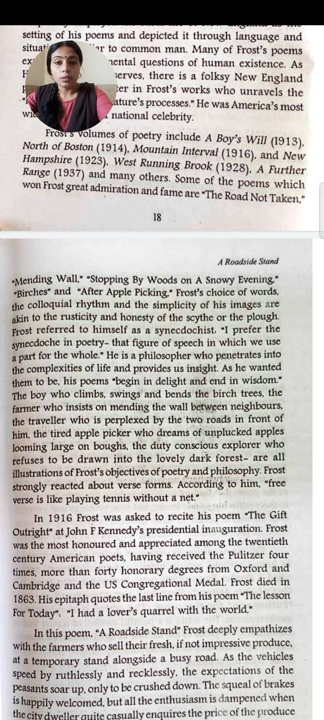 setting of his poems and depicted it through language and
to common man. Many of Frost's poems
mental questions of human existence. As
serves, there is a folksy New England
ter in Frost's works who unravels the
ature's processes." He was America's most
national celebrity.
Frost's volumes of poetry include A Boy's Will (1913),
North of Boston (1914), Mountain Interval (1916), and New
Hampshire (1923). West Running Brook (1928), A Further
Range (1937) and many others. Some of the poems which
won Frost great admiration and fame are "The Road Not Taken,"
18
A Roadside Stand
"Mending Wall," "Stopping By Woods on A Snowy Evening,"
"Birches" and "After Apple Picking," Frost's choice of words,
the colloquial rhythm and the simplicity of his images are
akin to the rusticity and honesty of the scythe or the plough.
Frost referred to himself as a synecdochist. "I prefer the
synecdoche in poetry- that figure of speech in which we use
a part for the whole." He is a philosopher who penetrates into
the complexities of life and provides us insight. As he wanted
them to be, his poems "begin in delight and end in wisdom."
The boy who climbs, swings and bends the birch trees, the
farmer who insists on mending the wall between neighbours,
the traveller who is perplexed by the two roads in front of
him, the tired apple picker who dreams of unplucked apples
looming large on boughs, the duty conscious explorer who
refuses to be drawn into the lovely dark forest- are all
illustrations of Frost's objectives of poetry and philosophy. Frost
strongly reacted about verse forms. According to him, "free
verse is like playing tennis without a net."
In 1916 Frost was asked to recite his poem "The Gift
Outright" at John F Kennedy's presidential inauguration. Frost
was the most honoured and appreciated among the twentieth
century American poets, having received the Pulitzer four
times, more than forty honorary degrees from Oxford and
Cambridge and the US Congregational Medal. Frost died in
1863. His epitaph quotes the last line from his poem "The lesson
For Today". "I had a lover's quarrel with the world."
In this poem, "A Roadside Stand" Frost deeply empathizes
with the farmers who sell their fresh, if not impressive produce,
at a temporary stand alongside a busy road. As the vehicles
speed by ruthlessly and recklessly, the expectations of the
peasants soar up, only to be crushed down. The squeal of brakes
is happily welcomed, but all the enthusiasm is dampened when
the city dweller quite casually enquires the price of the produce